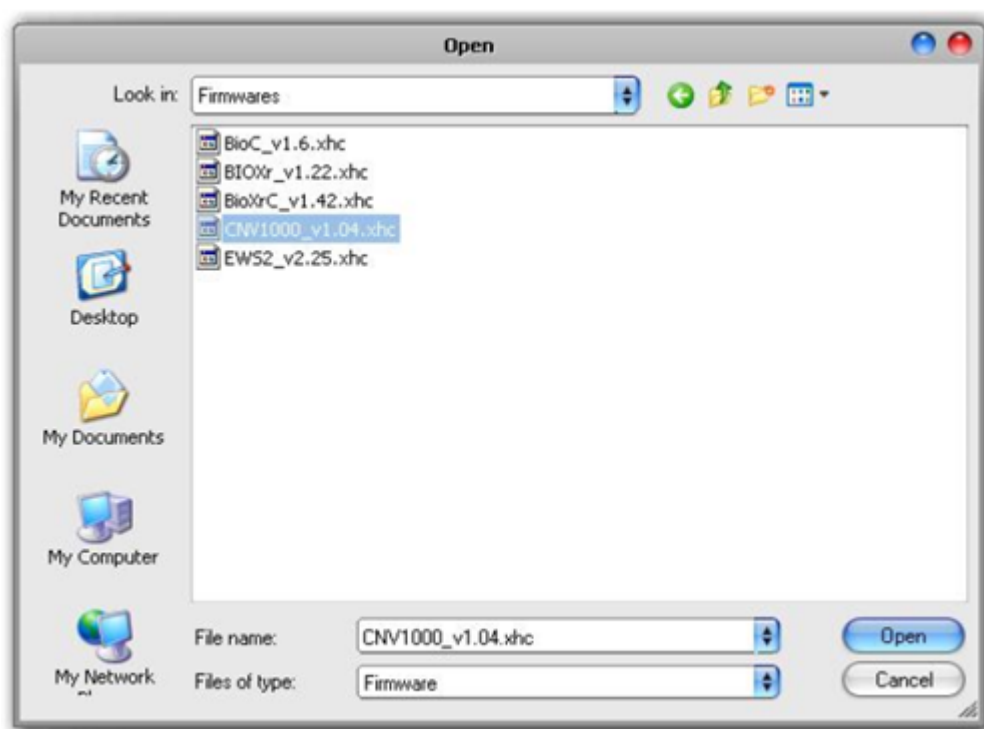 Open
Look in:
Firmwares
My Recent
Documents
Desktop
My Documents
My Computer
My Network
BioC_v1.6.xhc
BIOXr_v1.22.xhc
BioXrC_v1.42.xhc
CNV1000_v1.04.xhc
EWS2_v2.25.xhc
File name:
CNV1000_v1.04.xhc
Open
Files of type:
Firmware
Cancel